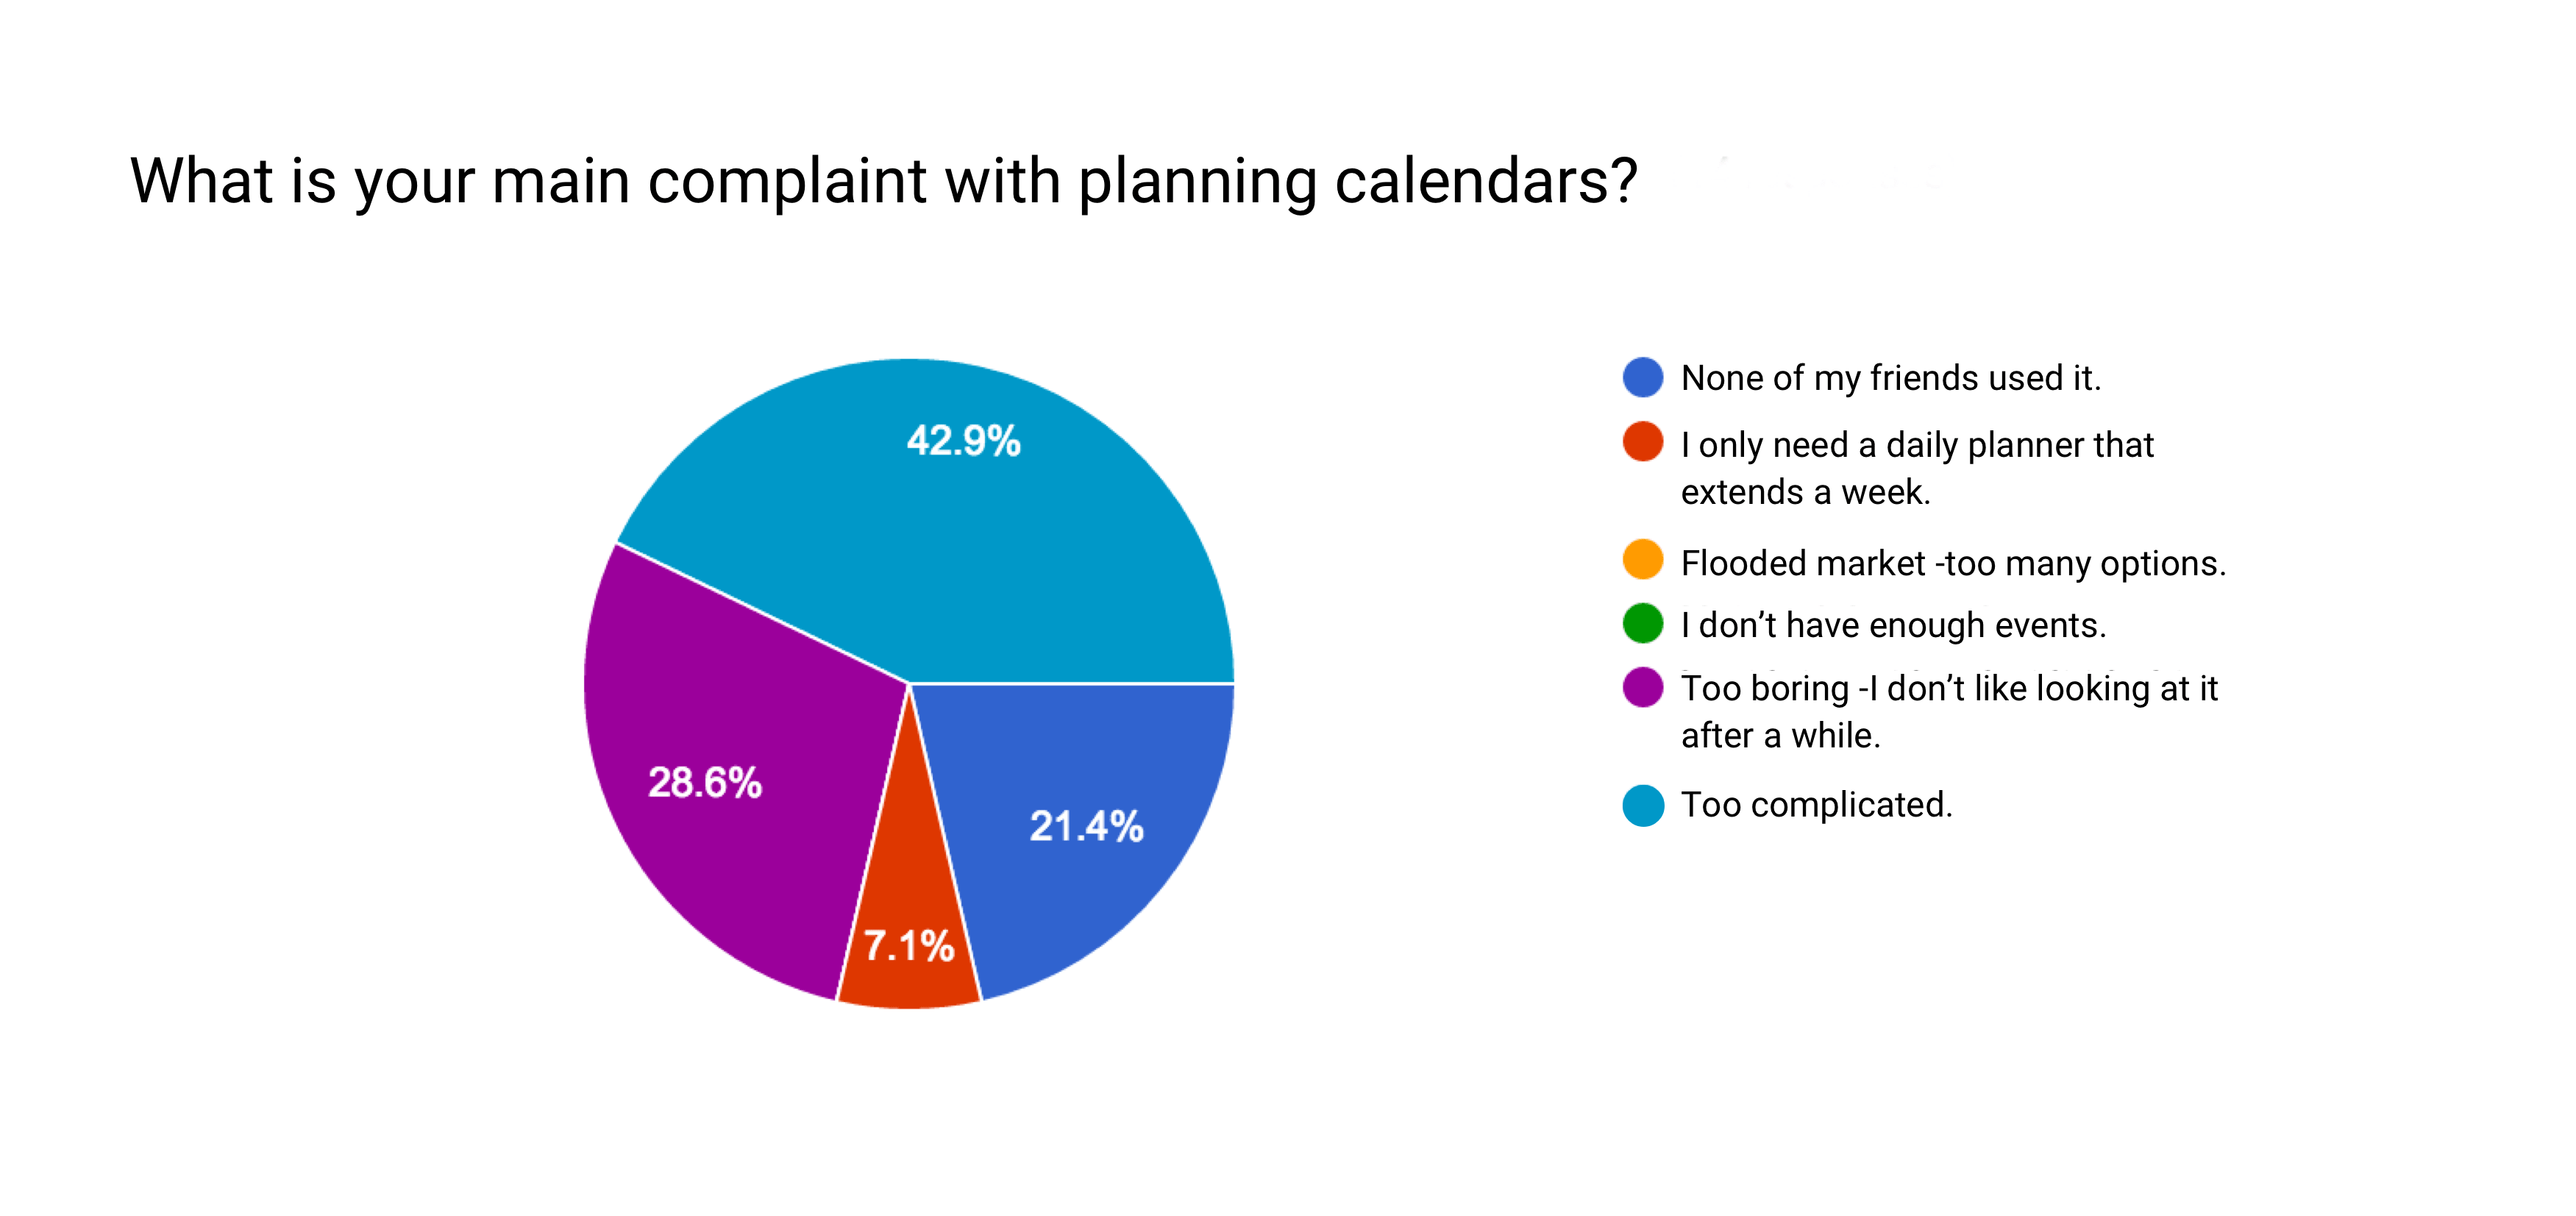 What is your main complaint with planning calendars?
42.9%
28.6%
21.4%
7.1%
None of my friends used it.
I only need a daily planner that
extends a week.
Flooded market -too many options.
I don’t have enough events.
Too boring -I don’t like looking at it
after a while.
Too complicated.